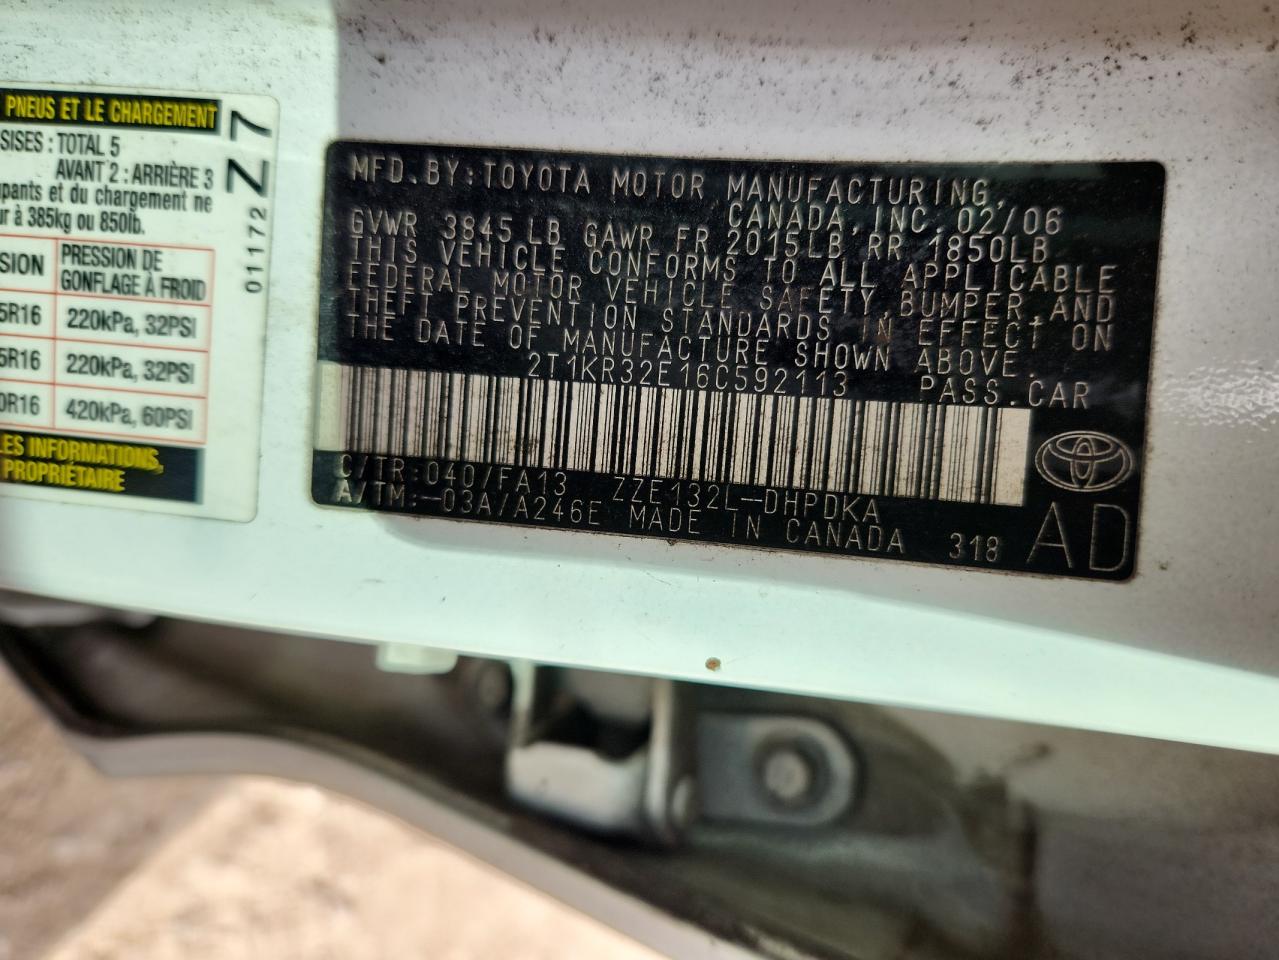 PNEUS ET LE CHARGEMENT
SISES : TOTAL 5
AVANT 2 : ARRIÈRE 3
upants et du chargement ne
ur à 385kg ou 850lb.
SION PRESSION DE
GONFLAGE À FROID
5R16 220kPa, 32PSI
5R16 220kPa, 32PSI
0R16 420kPa, 60PSI
LES INFORMATIONS,
PROPRIÉTAIRE
01172 Z7
MFD.BY:TOYOTA MOTOR MANUFACTURING,
CANADA,INC.02/06
GVWR 3845 LB GAWR FR 2015LB RR 1850LB
THIS VEHICLE CONFORMS TO ALL APPLICABLE
FEDERAL MOTOR VEHICLE SAFETY,BUMPER,AND
THEFT PREVENTION STANDARDS IN EFFECT ON
THE DATE OF MANUFACTURE SHOWN ABOVE.
2T1KR32E16C592113 PASS.CAR
C/TR:040/FA13 ZZE132L-DHPDKA
A/TM:-03A/A246E MADE IN CANADA 318 AD